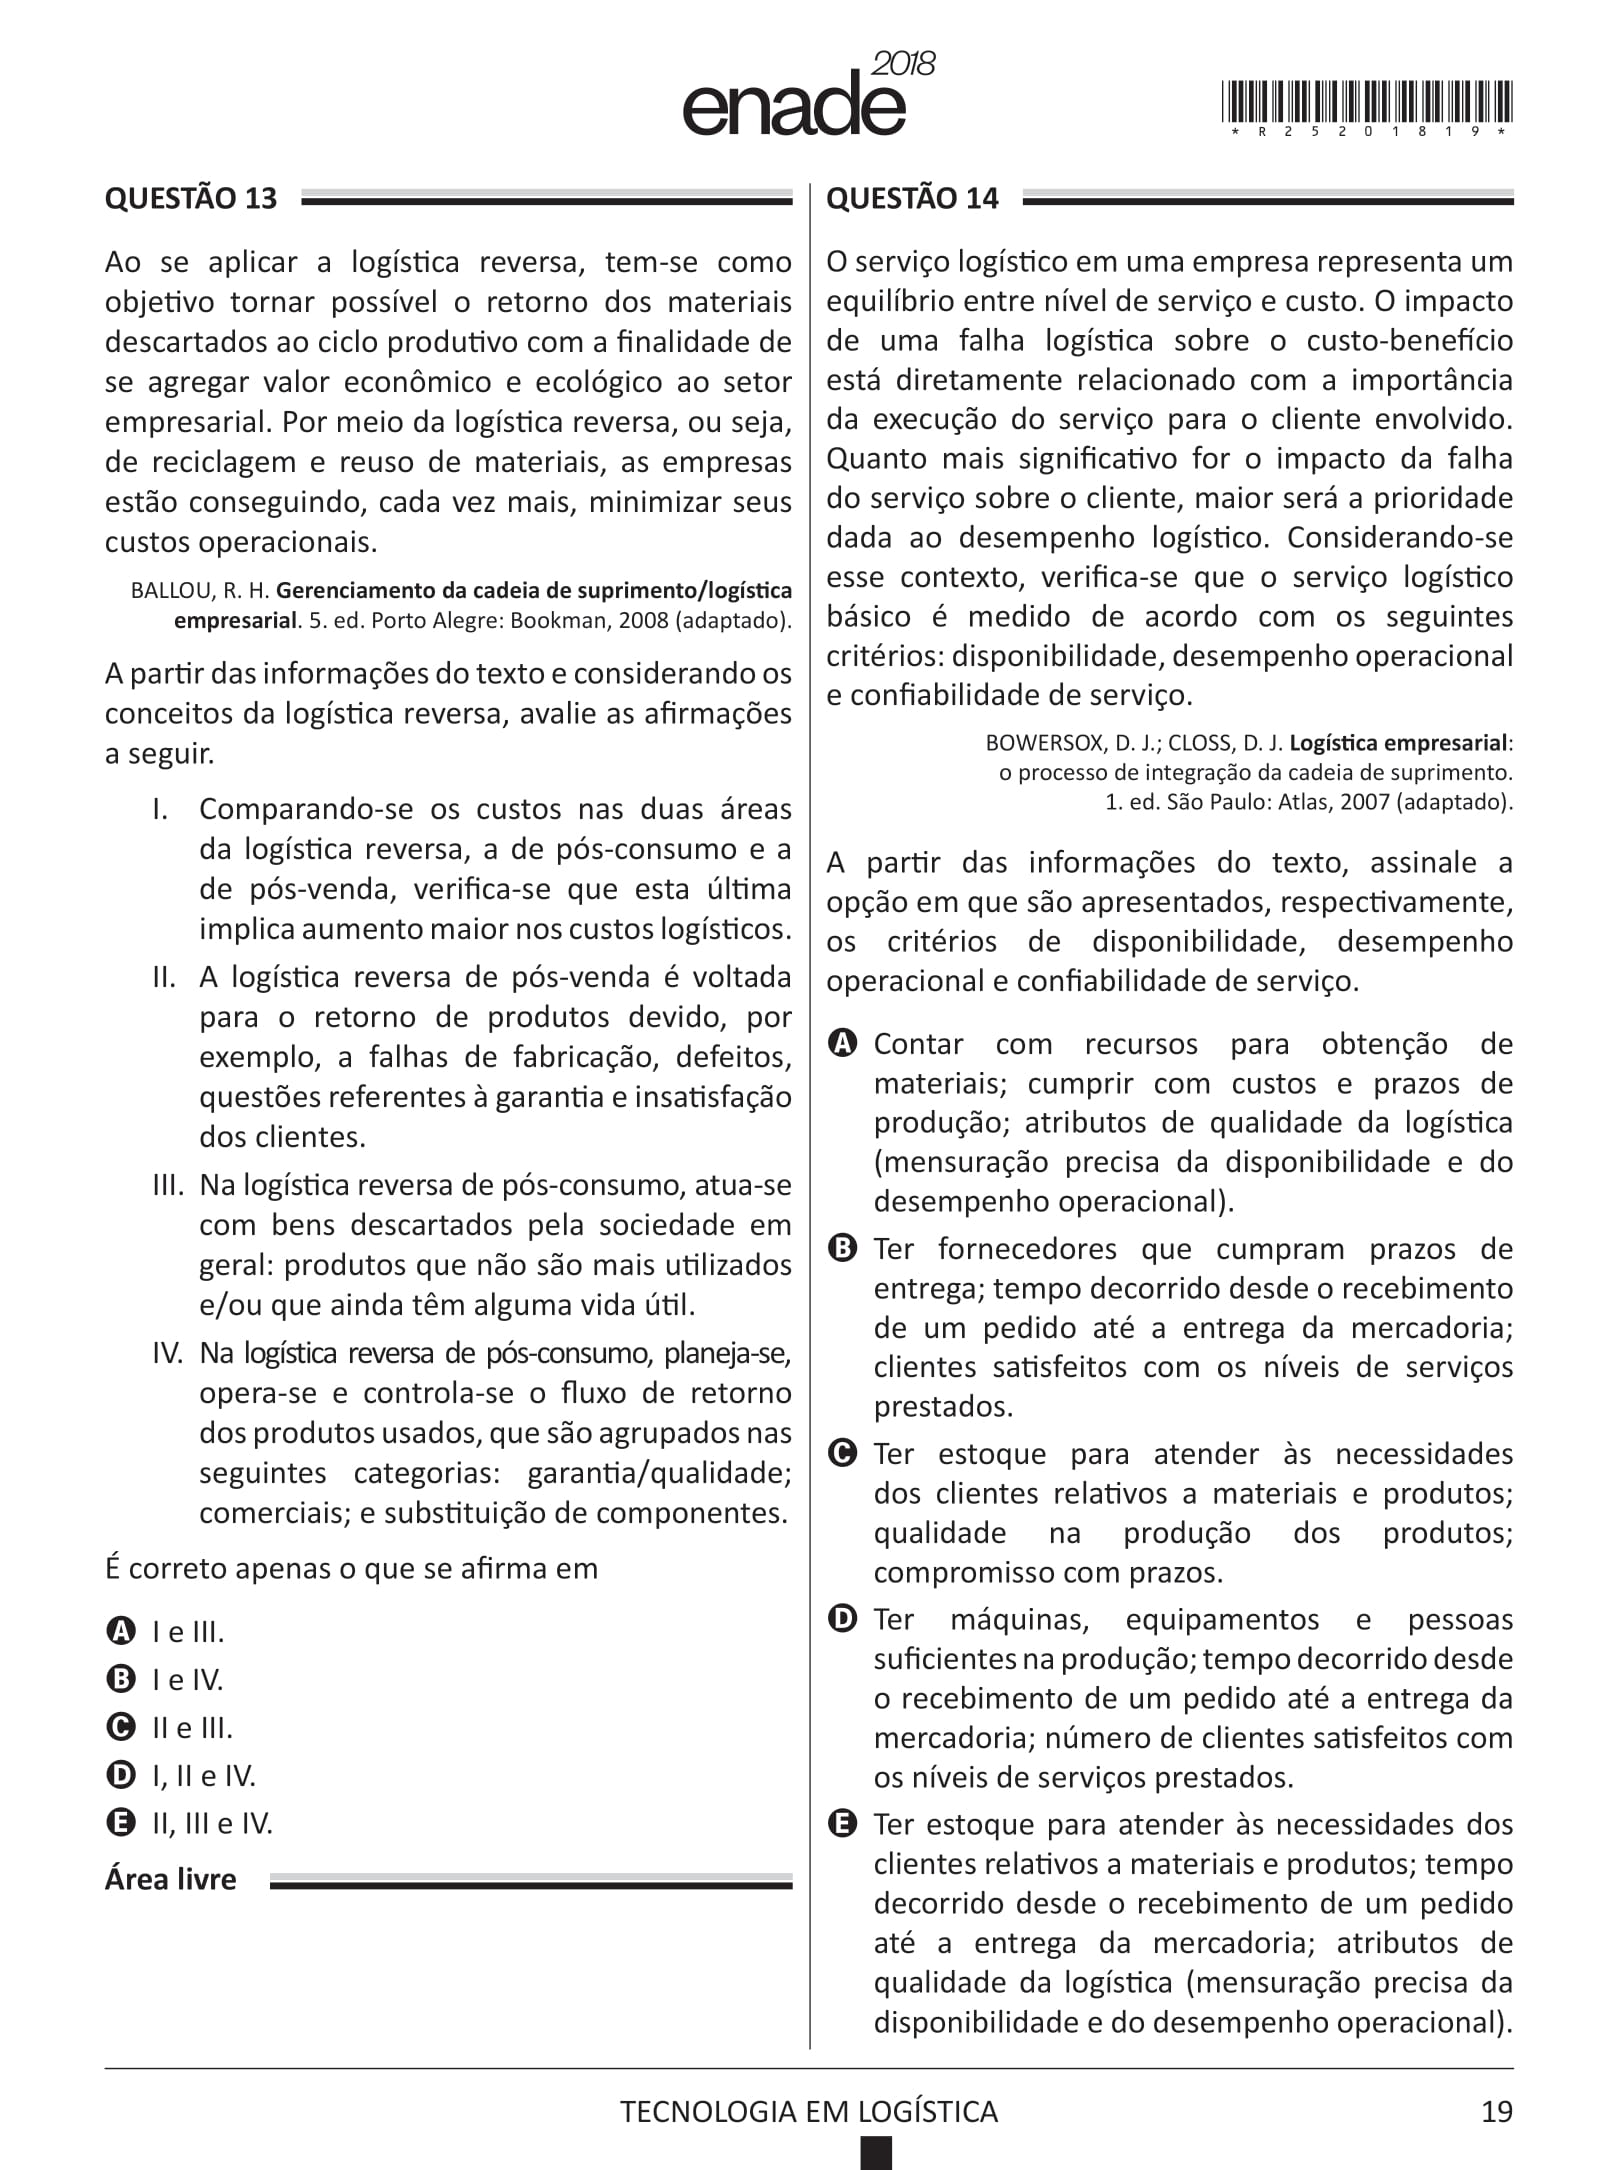 enade 2018
*R25201819*
QUESTÃO 13
Ao se aplicar a logística reversa, tem-se como
objetivo tornar possível o retorno dos materiais
descartados ao ciclo produtivo com a finalidade de
se agregar valor econômico e ecológico ao setor
empresarial. Por meio da logística reversa, ou seja,
de reciclagem e reuso de materiais, as empresas
estão conseguindo, cada vez mais, minimizar seus
custos operacionais.
BALLOU, R. H. Gerenciamento da cadeia de suprimento/logística
empresarial. 5. ed. Porto Alegre: Bookman, 2008 (adaptado).
A partir das informações do texto e considerando os
conceitos da logística reversa, avalie as afirmações
a seguir.
I. Comparando-se os custos nas duas áreas
da logística reversa, a de pós-consumo e a
de pós-venda, verifica-se que esta última
implica aumento maior nos custos logísticos.
II. A logística reversa de pós-venda é voltada
para o retorno de produtos devido, por
exemplo, a falhas de fabricação, defeitos,
questões referentes à garantia e insatisfação
dos clientes.
III. Na logística reversa de pós-consumo, atua-se
com bens descartados pela sociedade em
geral: produtos que não são mais utilizados
e/ou que ainda têm alguma vida útil.
IV. Na logística reversa de pós-consumo, planeja-se,
opera-se e controla-se o fluxo de retorno
dos produtos usados, que são agrupados nas
seguintes categorias: garantia/qualidade;
comerciais; e substituição de componentes.
É correto apenas o que se afirma em
A I e III.
B I e IV.
C II e III.
D I, II e IV.
E II, III e IV.
Área livre
QUESTÃO 14
O serviço logístico em uma empresa representa um
equilíbrio entre nível de serviço e custo. O impacto
de uma falha logística sobre o custo-benefício
está diretamente relacionado com a importância
da execução do serviço para o cliente envolvido.
Quanto mais significativo for o impacto da falha
do serviço sobre o cliente, maior será a prioridade
dada ao desempenho logístico. Considerando-se
esse contexto, verifica-se que o serviço logístico
básico é medido de acordo com os seguintes
critérios: disponibilidade, desempenho operacional
e confiabilidade de serviço.
BOWERSOX, D. J.; CLOSS, D. J. Logística empresarial:
o processo de integração da cadeia de suprimento.
1. ed. São Paulo: Atlas, 2007 (adaptado).
A partir das informações do texto, assinale a
opção em que são apresentados, respectivamente,
os critérios de disponibilidade, desempenho
operacional e confiabilidade de serviço.
A Contar com recursos para obtenção de
materiais; cumprir com custos e prazos de
produção; atributos de qualidade da logística
(mensuração precisa da disponibilidade e do
desempenho operacional).
B Ter fornecedores que cumpram prazos de
entrega; tempo decorrido desde o recebimento
de um pedido até a entrega da mercadoria;
clientes satisfeitos com os níveis de serviços
prestados.
C Ter estoque para atender às necessidades
dos clientes relativos a materiais e produtos;
qualidade na produção dos produtos;
compromisso com prazos.
D Ter máquinas, equipamentos e pessoas
suficientes na produção; tempo decorrido desde
o recebimento de um pedido até a entrega da
mercadoria; número de clientes satisfeitos com
os níveis de serviços prestados.
E Ter estoque para atender às necessidades dos
clientes relativos a materiais e produtos; tempo
decorrido desde o recebimento de um pedido
até a entrega da mercadoria; atributos de
qualidade da logística (mensuração precisa da
disponibilidade e do desempenho operacional).
TECNOLOGIA EM LOGÍSTICA
19